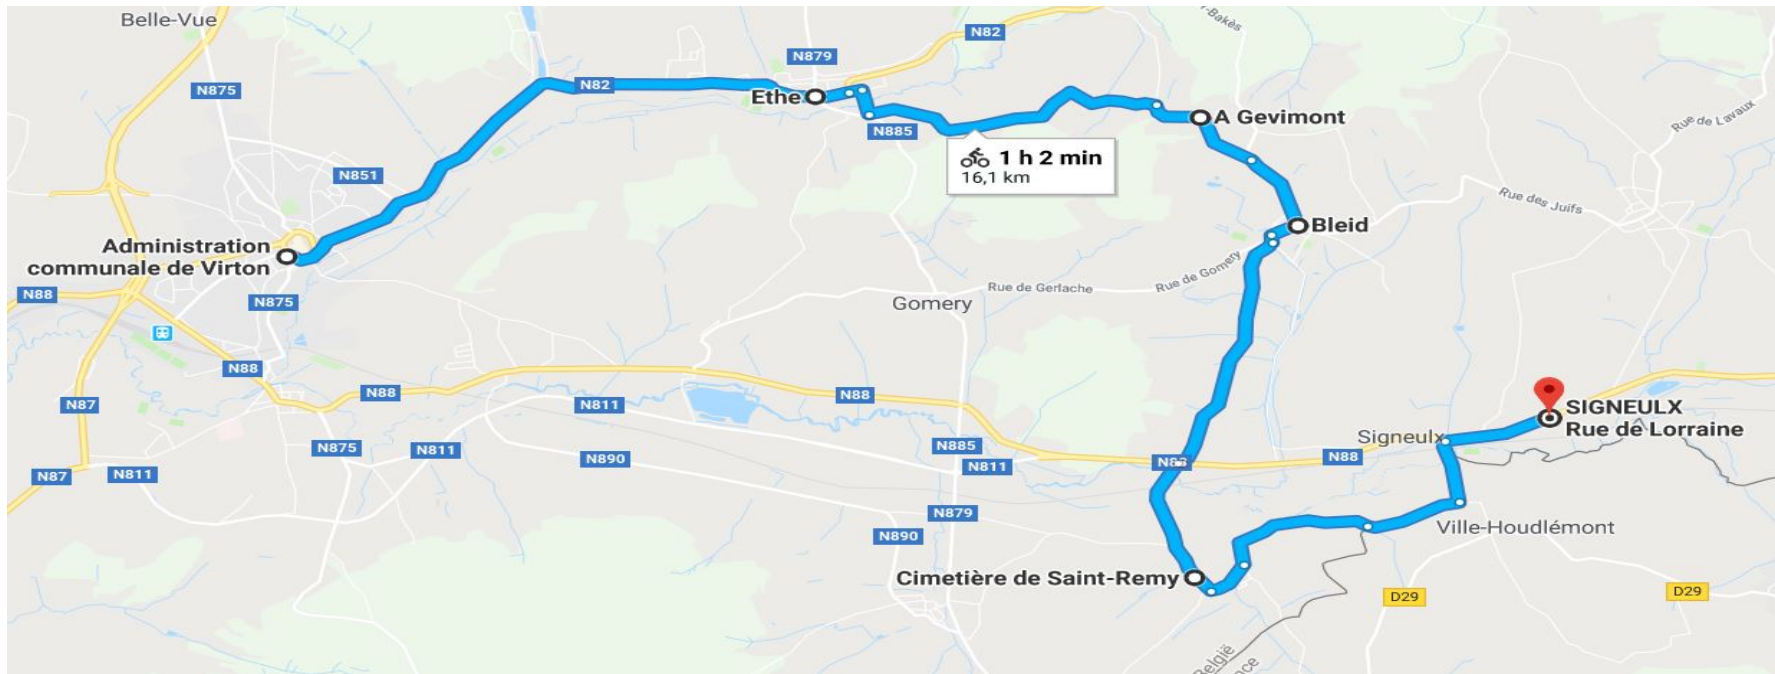 Belle-Vue
N875
N82
N879
N82
-Bakès
Ethe
N885
A Gevimont
Rue de Lavaux
1 h 2 min
16,1 km
N851
Rue des Juifs
Bleid
Administration
communale de Virton
N88
N875
Rue de Gerlache
Rue de Gomery
Gomery
N88
N88
N811
N88
N87
SIGNEULX
Rue de Lorraine
Signeulx
N875
N811
N885
N811
N88
N88
N811
N87
N890
N879
N890
Ville-Houdlémont
Cimetière de Saint-Remy
D29
D29
België